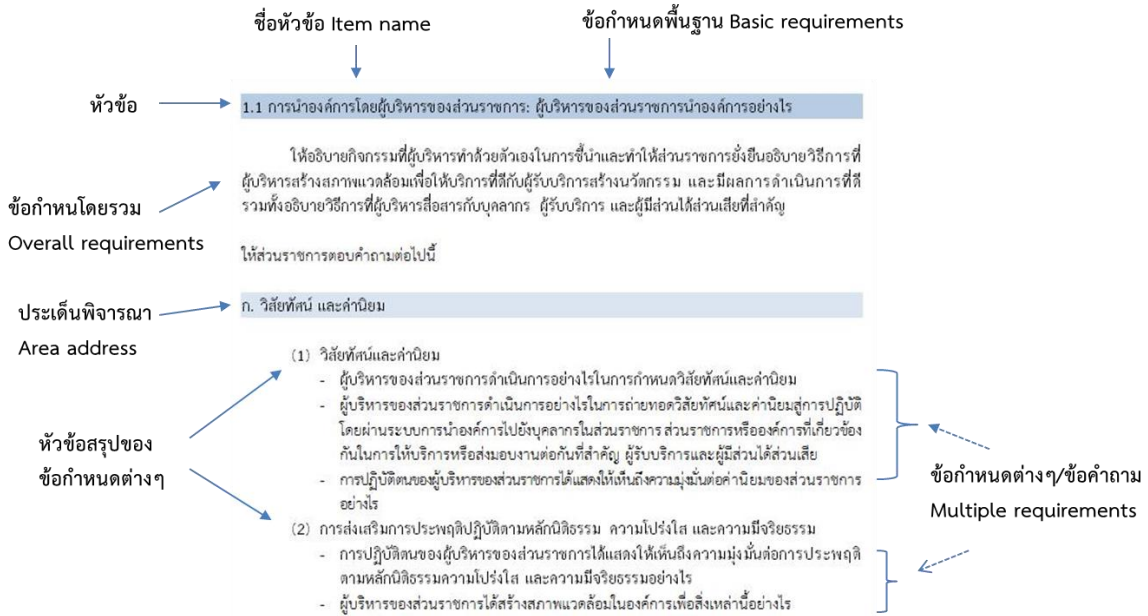 ชื่อหัวข้อ Item name
ข้อกำหนดพื้นฐาน Basic requirements
หัวข้อ
1.1 การนำองค์การโดยผู้บริหารของส่วนราชการ: ผู้บริหารของส่วนราชการนำองค์การอย่างไร
ให้อธิบายกิจกรรมที่ผู้บริหารทำด้วยตัวเองในการชี้นำและทำให้ส่วนราชการยั่งยืนอธิบายวิธีการที่
ผู้บริหารสร้างสภาพแวดล้อมเพื่อให้บริการที่ดีกับผู้รับบริการสร้างนวัตกรรม และมีผลการดำเนินการที่ดี
รวมทั้งอธิบายวิธีการที่ผู้บริหารสื่อสารกับบุคลากร ผู้รับบริการ และผู้มีส่วนได้ส่วนเสียที่สำคัญ
ข้อกำหนโดยรวม
Overall requirements
ให้ส่วนราชการตอบคำถามต่อไปนี้
ประเด็นพิจารณา
Area address
ก. วิสัยทัศน์ และค่านิยม
(1) วิสัยทัศน์และค่านิยม
- ผู้บริหารของส่วนราชการดำเนินการอย่างไรในการกำหนดวิสัยทัศน์และค่านิยม
- ผู้บริหารของส่วนราชการดำเนินการอย่างไรในการถ่ายทอดวิสัยทัศน์และค่านิยมสู่การปฏิบัติ
โดยผ่านระบบการนำองค์การไปยังบุคลากรในส่วนราชการ ส่วนราชการหรือองค์การที่เกี่ยวข้อง
กันในการให้บริการหรือส่งมอบงานต่อกันที่สำคัญ ผู้รับบริการและผู้มีส่วนได้ส่วนเสีย
- การปฏิบัติตนของผู้บริหารของส่วนราชการได้แสดงให้เห็นถึงความมุ่งมั่นต่อค่านิยมของส่วนราชการ
อย่างไร
หัวข้อสรุปของ
ข้อกำหนดต่างๆ
(2) การส่งเสริมการประพฤติปฏิบัติตามหลักนิติธรรม ความโปร่งใส และความมีจริยธรรม
- การปฏิบัติตนของผู้บริหารของส่วนราชการได้แสดงให้เห็นถึงความมุ่งมั่นต่อการประพฤติ
ตามหลักนิติธรรมความโปร่งใส และความมีจริยธรรมอย่างไร
- ผู้บริหารของส่วนราชการได้สร้างสภาพแวดล้อมในองค์การเพื่อสิ่งเหล่านี้อย่างไร
ข้อกำหนดต่างๆ/ข้อคำถาม
Multiple requirements